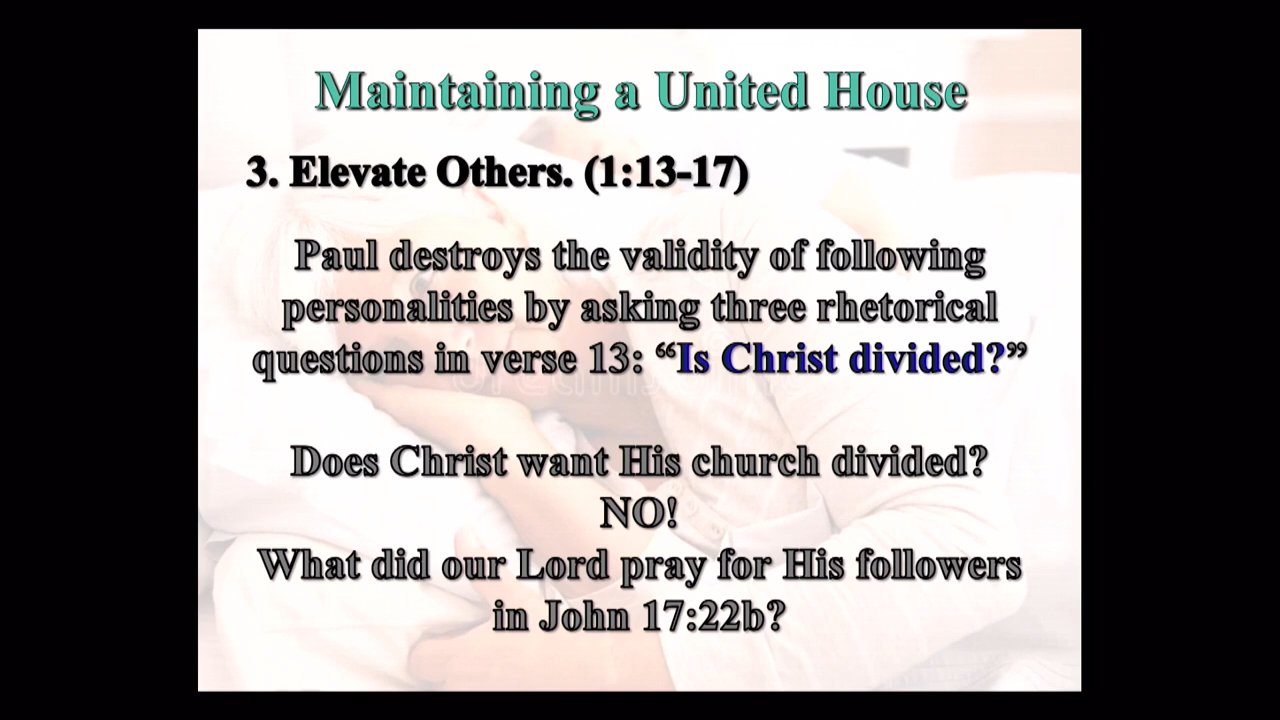 Maintaining a United House
3. Elevate Others. (1:13-17)
Paul destroys the validity of following
personalities by asking three rhetorical
questions in verse 13: “Is Christ divided?”
Does Christ want His church divided?
NO!
What did our Lord pray for His followers
in John 17:22b?